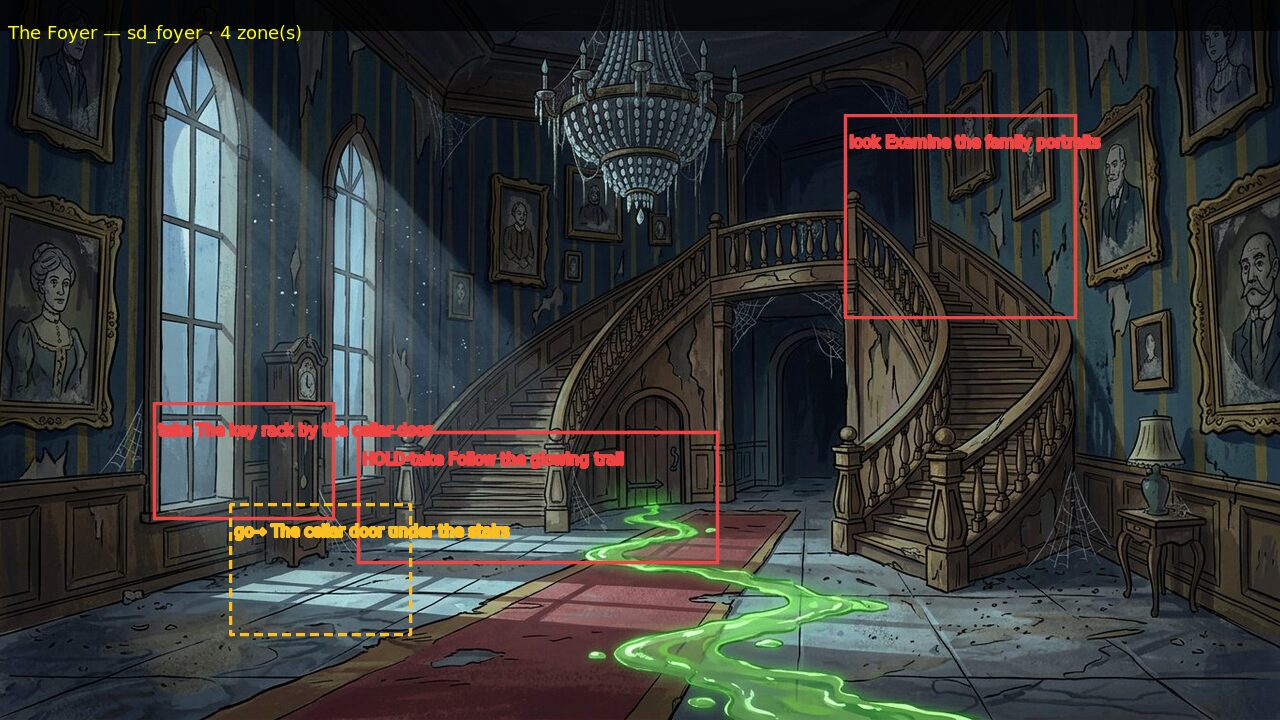 The Foyer — sd_foyer · 4 zone(s)
look Examine the family portraits
take The key rack by the cellar door
HOLD·take Follow the glowing trail
go→ The cellar door under the stairs